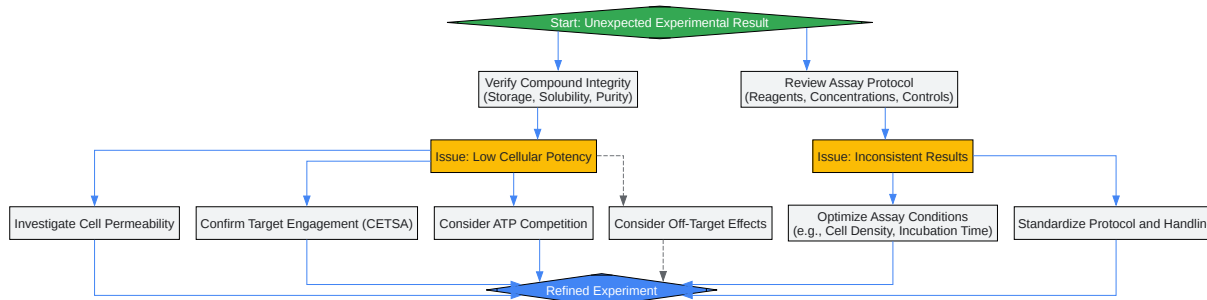 Start: Unexpected Experimental Result
Verify Compound Integrity
(Storage, Solubility, Purity)
Review Assay Protocol
(Reagents, Concentrations, Controls)
Issue: Low Cellular Potency
Issue: Inconsistent Results
Investigate Cell Permeability
Confirm Target Engagement (CETSA)
Consider ATP Competition
Consider Off-Target Effects
Optimize Assay Conditions
(e.g., Cell Density, Incubation Time)
Standardize Protocol and Handlin
Refined Experiment